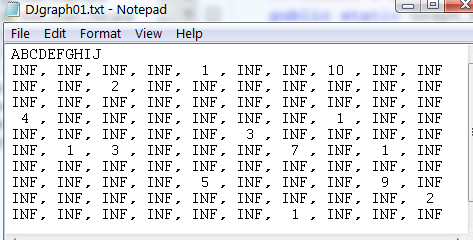 DJgraph01.txt - Notepad
File Edit Format View Help
ABCDEFGHIJ
INF, INF, INF, INF, 1 , INF, INF, 10 , INF, INF
INF, INF, 2 , INF, INF, INF, INF, INF, INF, INF
INF, INF, INF, INF, INF, INF, INF, INF, INF, INF
4 , INF, INF, INF, INF, INF, INF, 1 , INF, INF
INF, INF, INF, INF, INF, 3 , INF, INF, INF, INF
INF, 1 , 3 , INF, INF, INF, 7 , INF, 1 , INF
INF, INF, INF, INF, INF, INF, INF, INF, INF, INF
INF, INF, INF, INF, 5 , INF, INF, INF, 9 , INF
INF, INF, INF, INF, INF, INF, INF, INF, INF, 2
INF, INF, INF, INF, INF, INF, 1 , INF, INF, INF